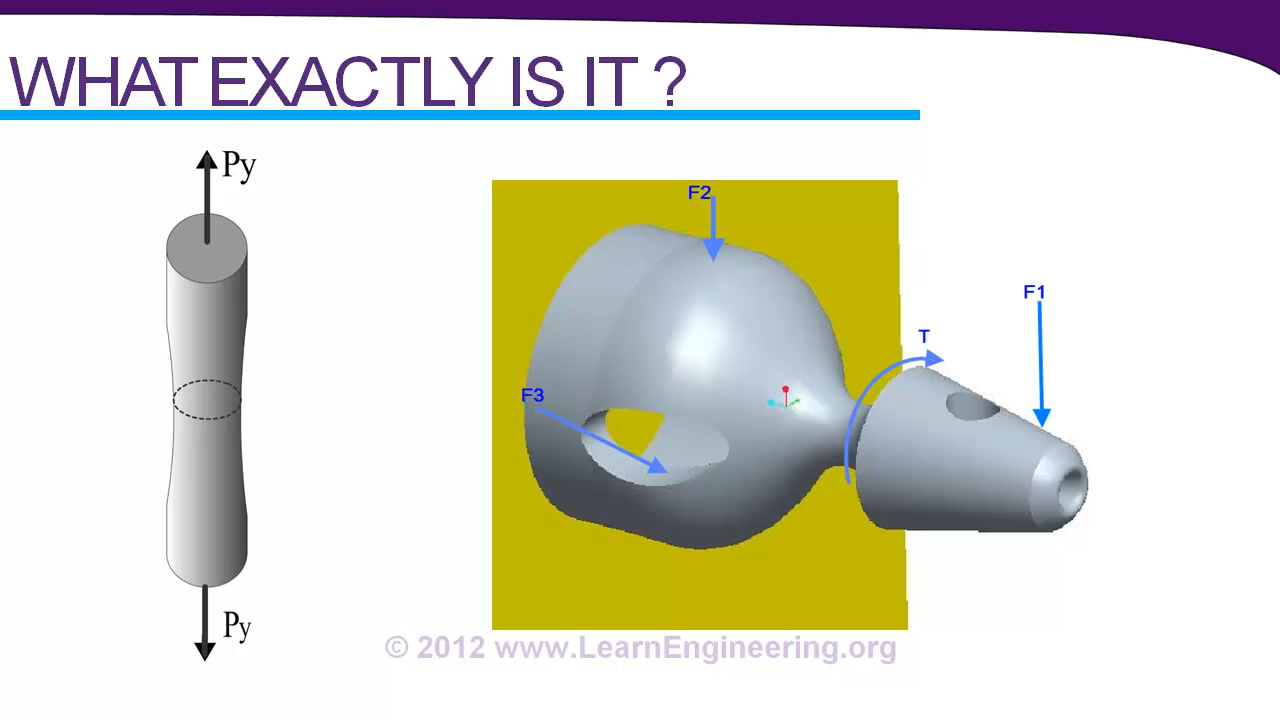 WHAT EXACTLY IS IT ?
Py
F2
F1
T
F3
Py
© 2012 www.LearnEngineering.org